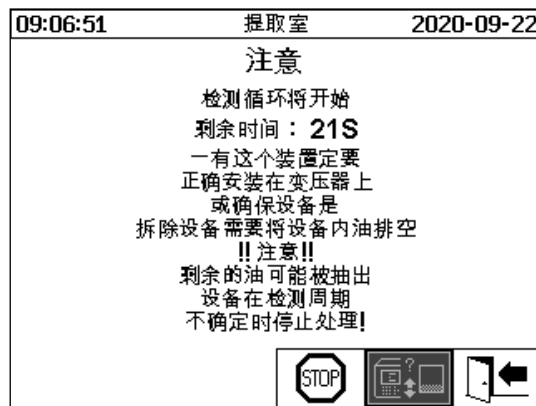 09:06:51 提取室 2020-09-22
注意
检测循环将开始
剩余时间：21S
一有这个装置定要
正确安装在变压器上
或确保设备是
拆除设备需要将设备内油排空
!! 注意!!
剩余的油可能被抽出
设备在检测周期
不确定时停止处理!
STOP
?